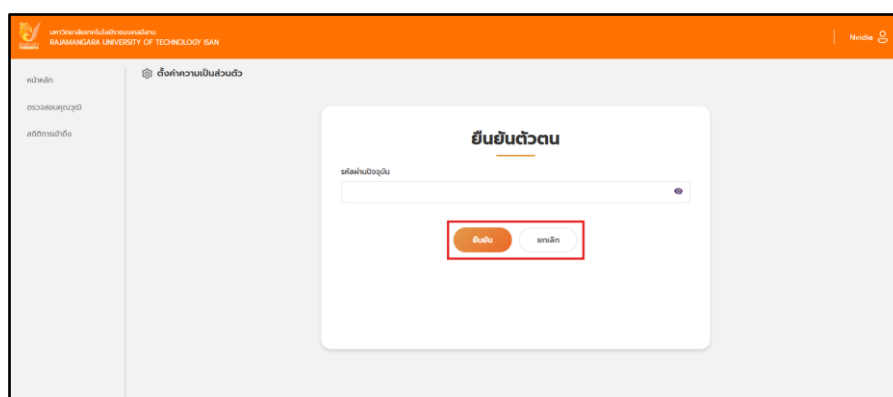 มหาวิทยาลัยเทคโนโลยีราชมงคลอีสาน
RAJAMANGARA UNIVERSITY OF TECHNOLOGY ISAN
Nvidia
หน้าหลัก
ตรวจสอบคุณวุฒิ
สถิติการเข้าถึง
ตั้งค่าความเป็นส่วนตัว
ยืนยันตัวตน
รหัสผ่านปัจจุบัน
ยืนยัน
ยกเลิก